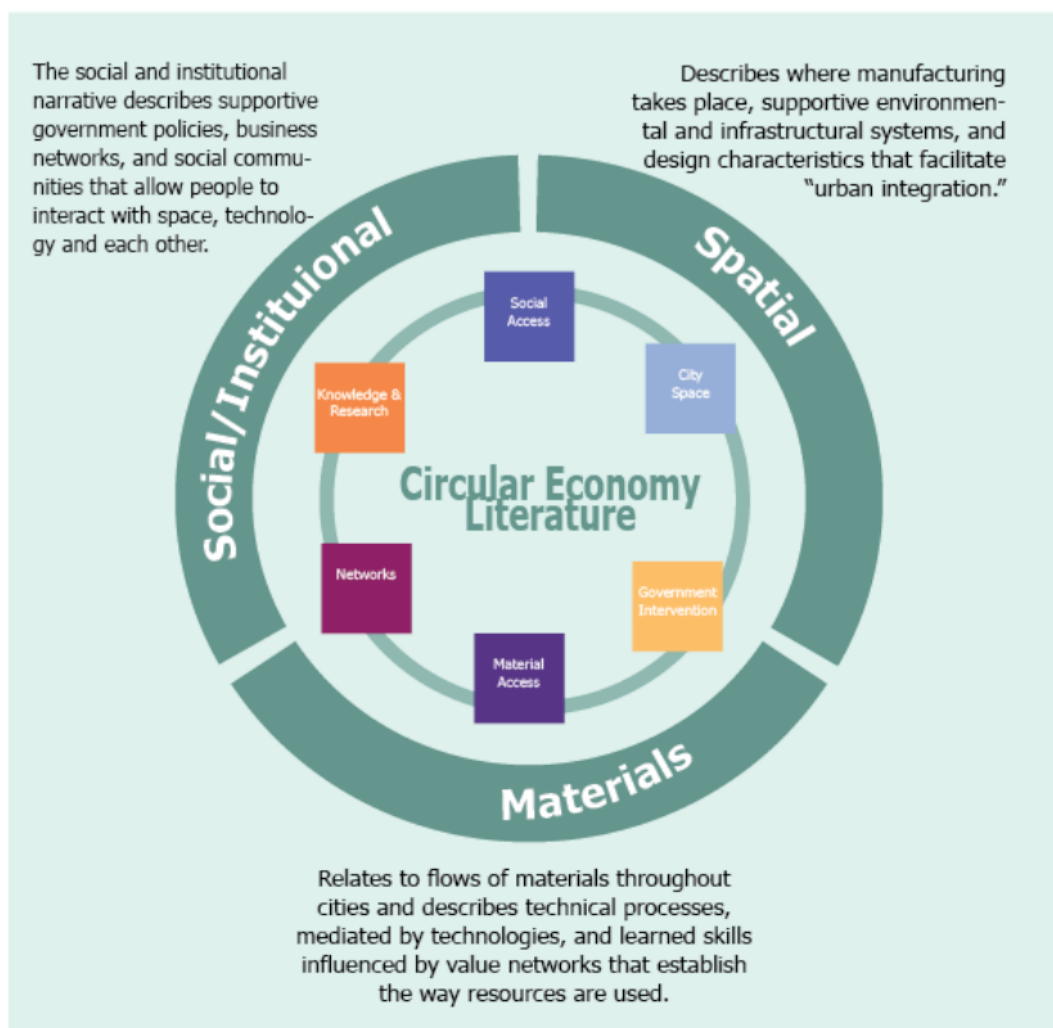 The social and institutional
narrative describes supportive
government policies, business
networks, and social commu-
nities that allow people to
interact with space, technolo-
gy and each other.
Describes where manufacturing
takes place, supportive environmen-
tal and infrastructural systems, and
design characteristics that facilitate
“urban integration.”
Social/Instituional
Spatial
Social
Access
City
Space
Knowledge &
Research
Circular Economy
Literature
Networks
Government
Intervention
Material
Access
Materials
Relates to flows of materials throughout
cities and describes technical processes,
mediated by technologies, and learned skills
influenced by value networks that establish
the way resources are used.